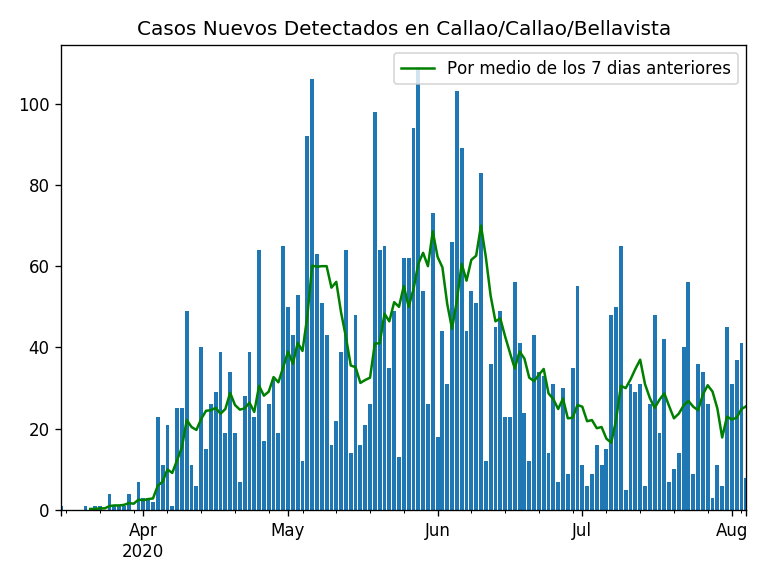 Casos Nuevos Detectados en Callao/Callao/Bellavista
Por medio de los 7 dias anteriores
100
80
60
40
20
0
Apr May Jun Jul Aug
2020